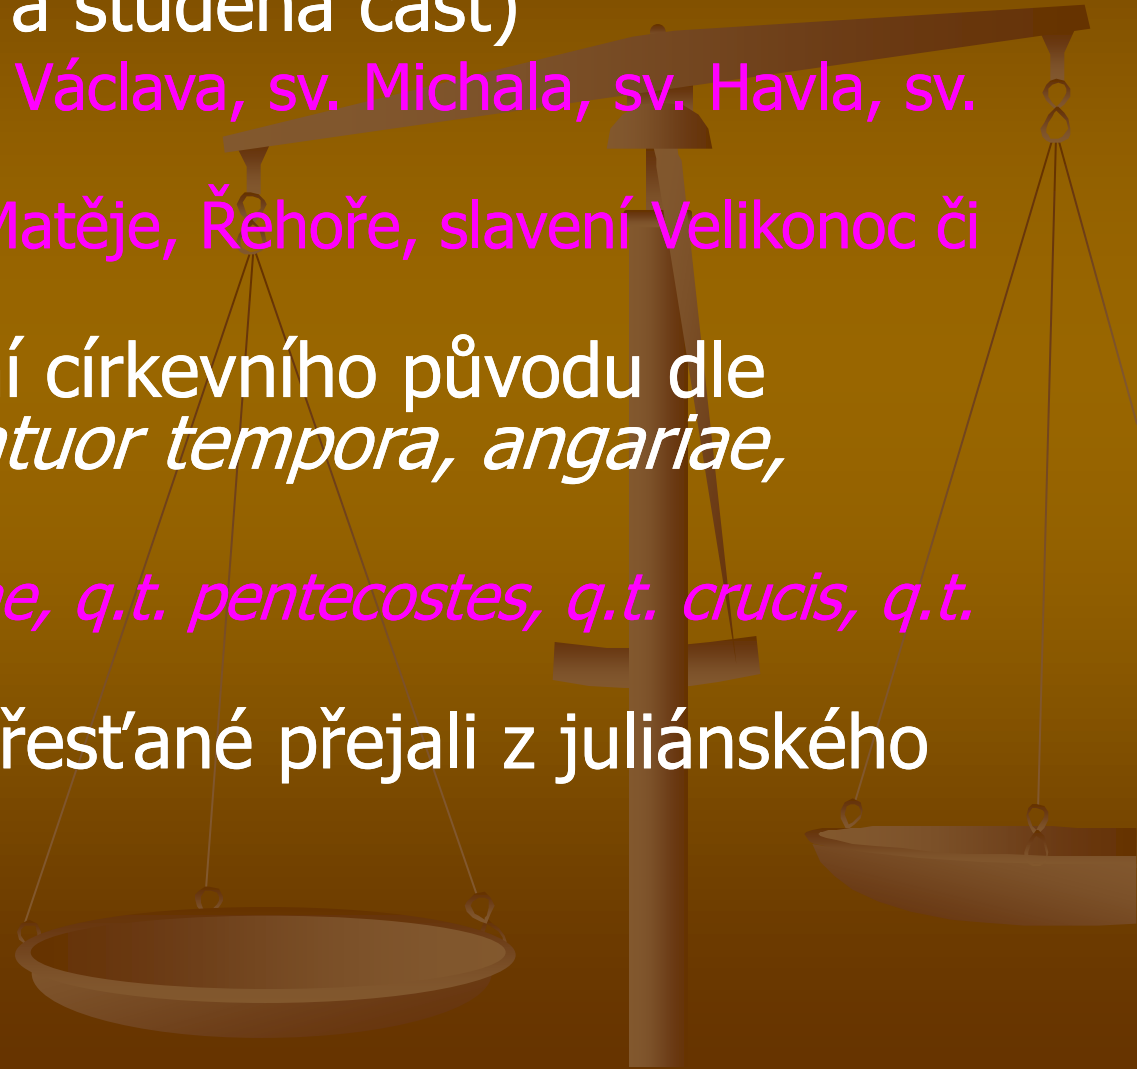 a studená část)
Václava, sv. Michala, sv. Havla, sv.
Matěje, Řehoře, slavení Velikonoc či
í církevního původu dle
tuor tempora, angariae,
e, q.t. pentecostes, q.t. crucis, q.t.
řesťané přejali z juliánského